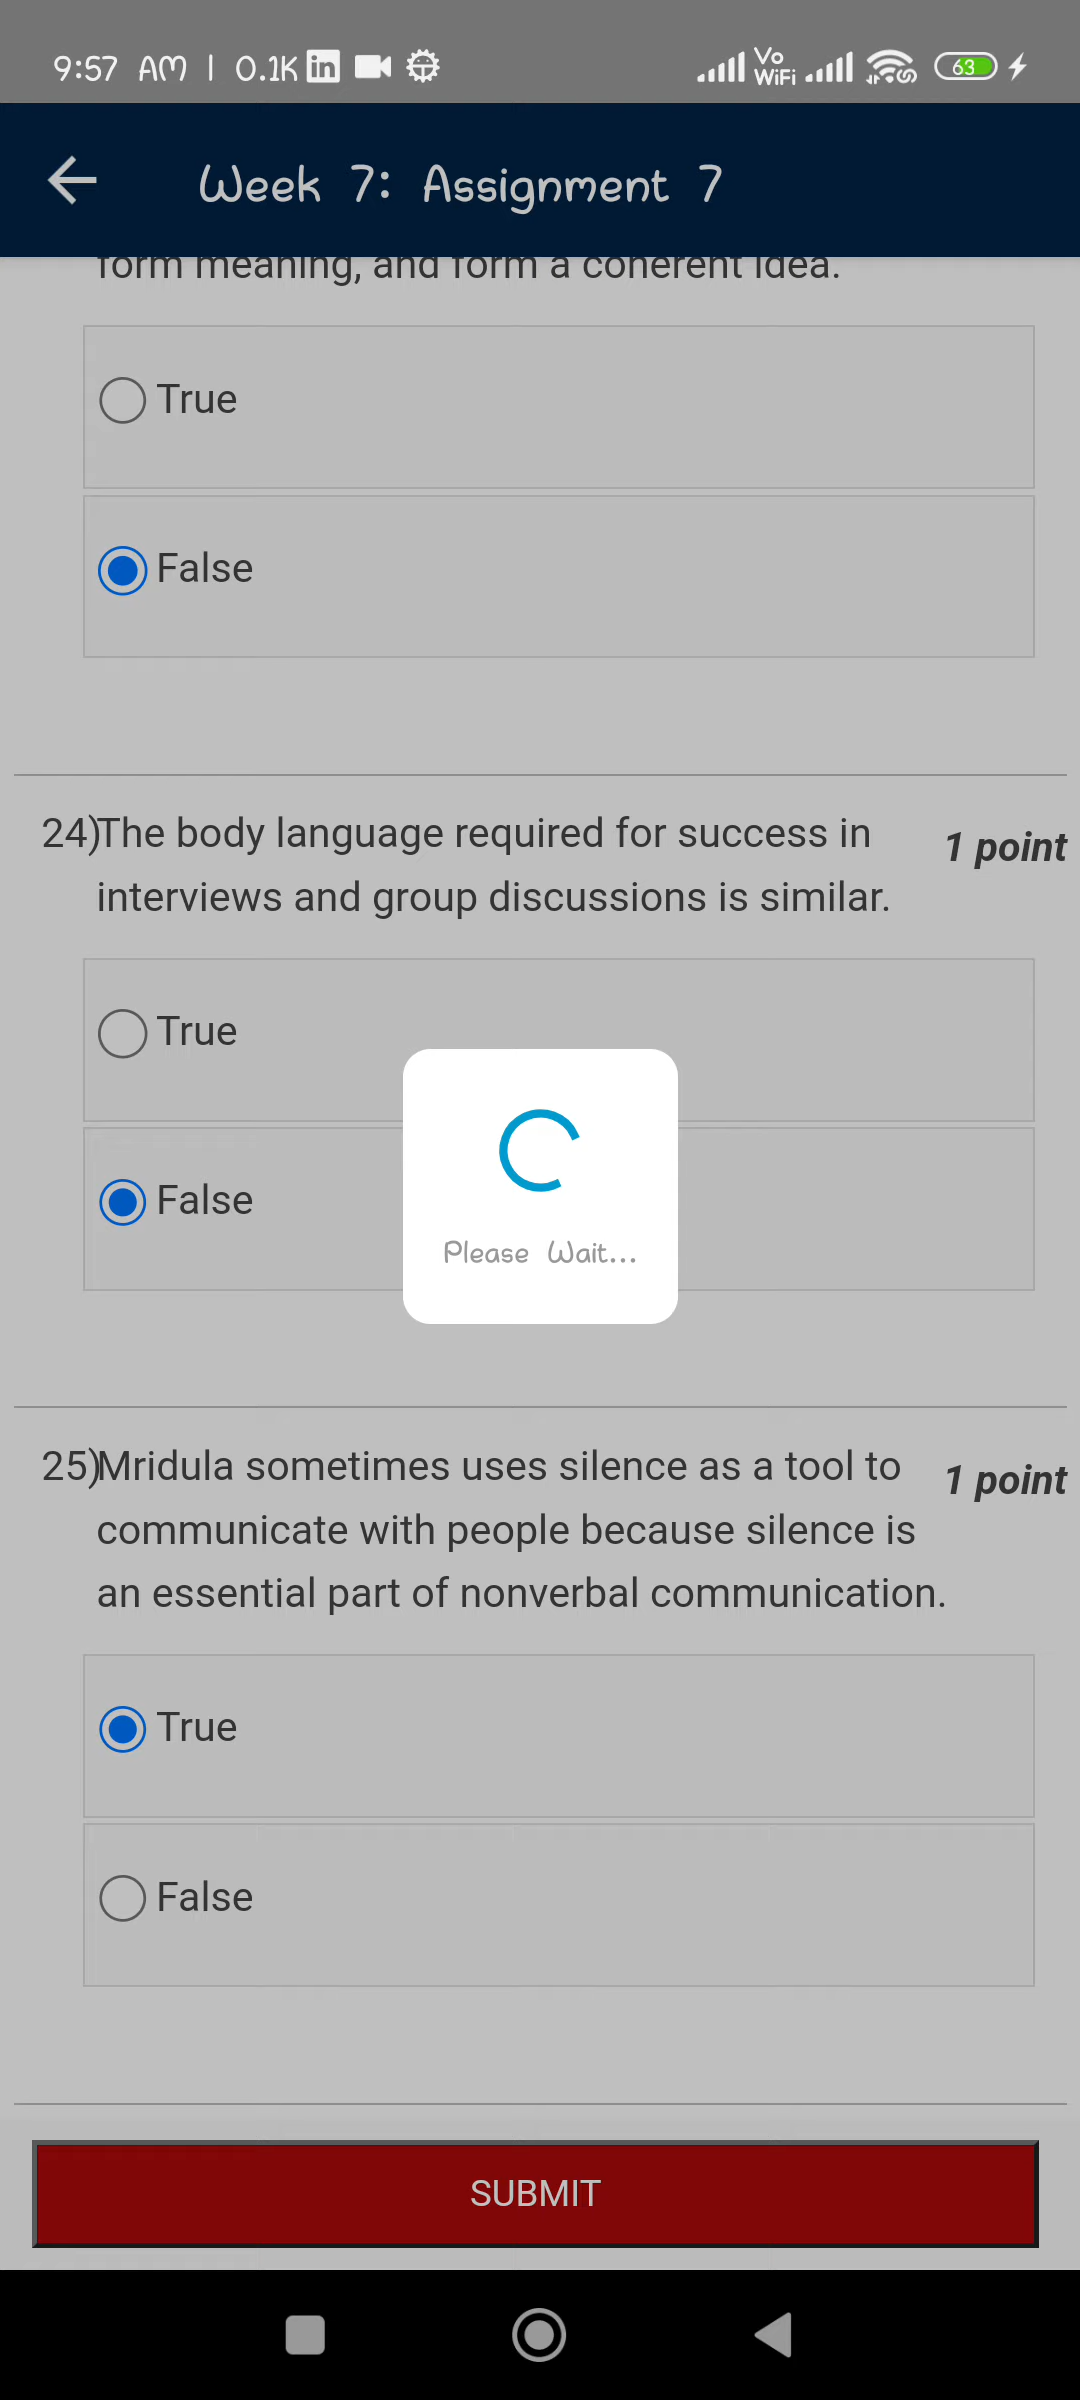 9:57 AM | 0.1K in Vo WiFi 63
Week 7: Assignment 7
form meaning, and form a coherent idea.
True
False
24)The body language required for success in 1 point
interviews and group discussions is similar.
True
False
Please Wait...
25)Mridula sometimes uses silence as a tool to 1 point
communicate with people because silence is
an essential part of nonverbal communication.
True
False
SUBMIT